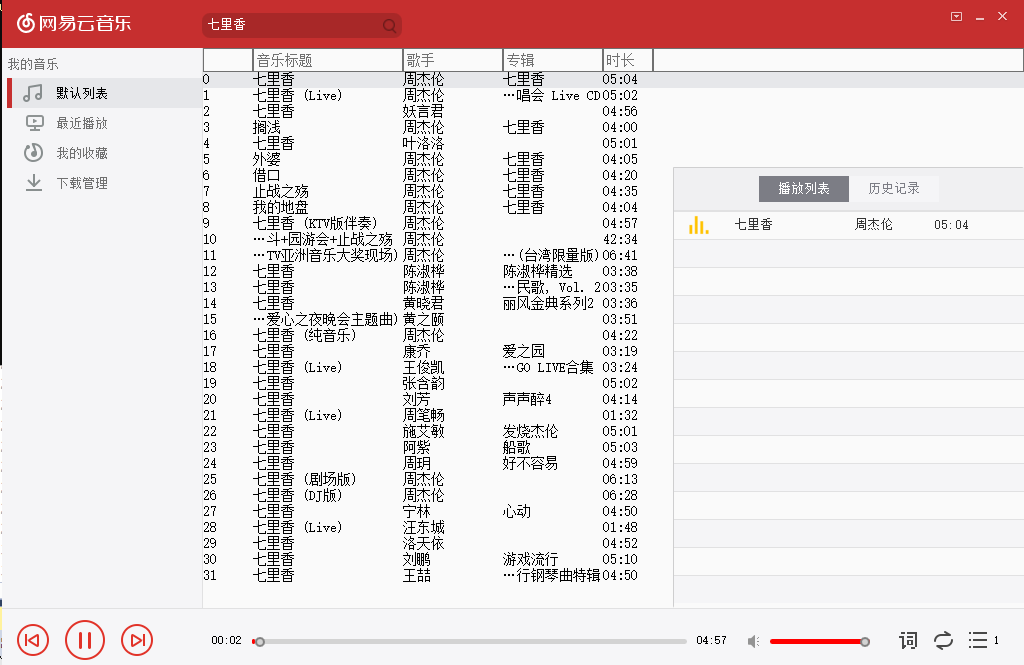 网易云音乐
七里香
我的音乐
默认列表
最近播放
我的收藏
下载管理
音乐标题 歌手 专辑 时长
0 七里香 周杰伦 七里香 05:04
1 七里香 (Live) 周杰伦 …唱会 Live CD 05:02
2 七里香 妖言君 04:56
3 搁浅 周杰伦 七里香 04:00
4 七里香 叶洛洛 05:01
5 外婆 周杰伦 七里香 04:05
6 借口 周杰伦 七里香 04:20
7 止战之殇 周杰伦 七里香 04:35
8 我的地盘 周杰伦 七里香 04:04
9 七里香 (KTV版伴奏) 周杰伦 04:57
10 …斗+园游会+止战之殇 周杰伦 42:34
11 …TV亚洲音乐大奖现场) 周杰伦 …(台湾限量版) 06:41
12 七里香 陈淑桦 陈淑桦精选 03:38
13 七里香 陈淑桦 …民歌, Vol. 2 03:35
14 七里香 黄晓君 丽风金典系列2 03:36
15 …爱心之夜晚会主题曲) 黄之颐 03:51
16 七里香 (纯音乐) 周杰伦 04:22
17 七里香 康乔 爱之园 03:19
18 七里香 (Live) 王俊凯 …GO LIVE合集 03:24
19 七里香 张含韵 05:02
20 七里香 刘芳 声声醉4 04:14
21 七里香 (Live) 周笔畅 01:32
22 七里香 施艾敏 发烧杰伦 05:01
23 七里香 阿紫 船歌 05:03
24 七里香 周玥 好不容易 04:59
25 七里香 (剧场版) 周杰伦 06:13
26 七里香 (DJ版) 周杰伦 06:28
27 七里香 宁林 心动 04:50
28 七里香 (Live) 汪东城 01:48
29 七里香 洛天依 04:52
30 七里香 刘鹏 游戏流行 05:10
31 七里香 王喆 …行钢琴曲特辑 04:50
播放列表 历史记录
七里香 周杰伦 05:04
00:02 04:57 词 1